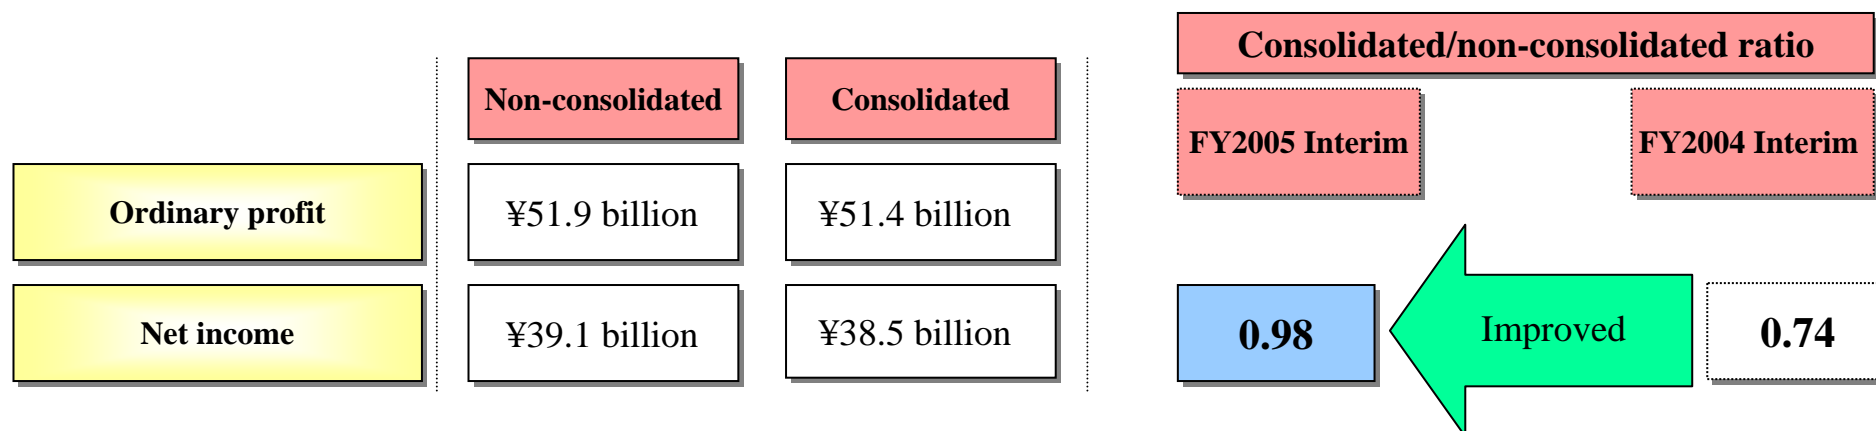 Consolidated/non-consolidated ratio
Non-consolidated
Consolidated
FY2005 Interim
FY2004 Interim
Ordinary profit
¥51.9 billion
¥51.4 billion
Net income
¥39.1 billion
¥38.5 billion
0.98
Improved
0.74